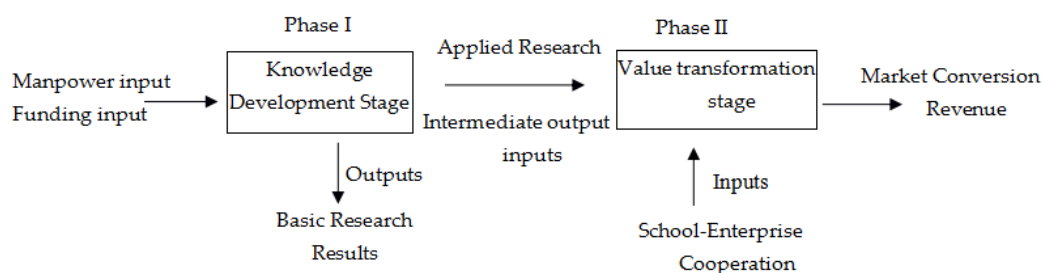 Phase I
Phase II
Manpower input
Funding input
Knowledge
Development Stage
Applied Research
Intermediate output
inputs
Value transformation
stage
Market Conversion
Revenue
Outputs
Basic Research
Results
Inputs
School-Enterprise
Cooperation